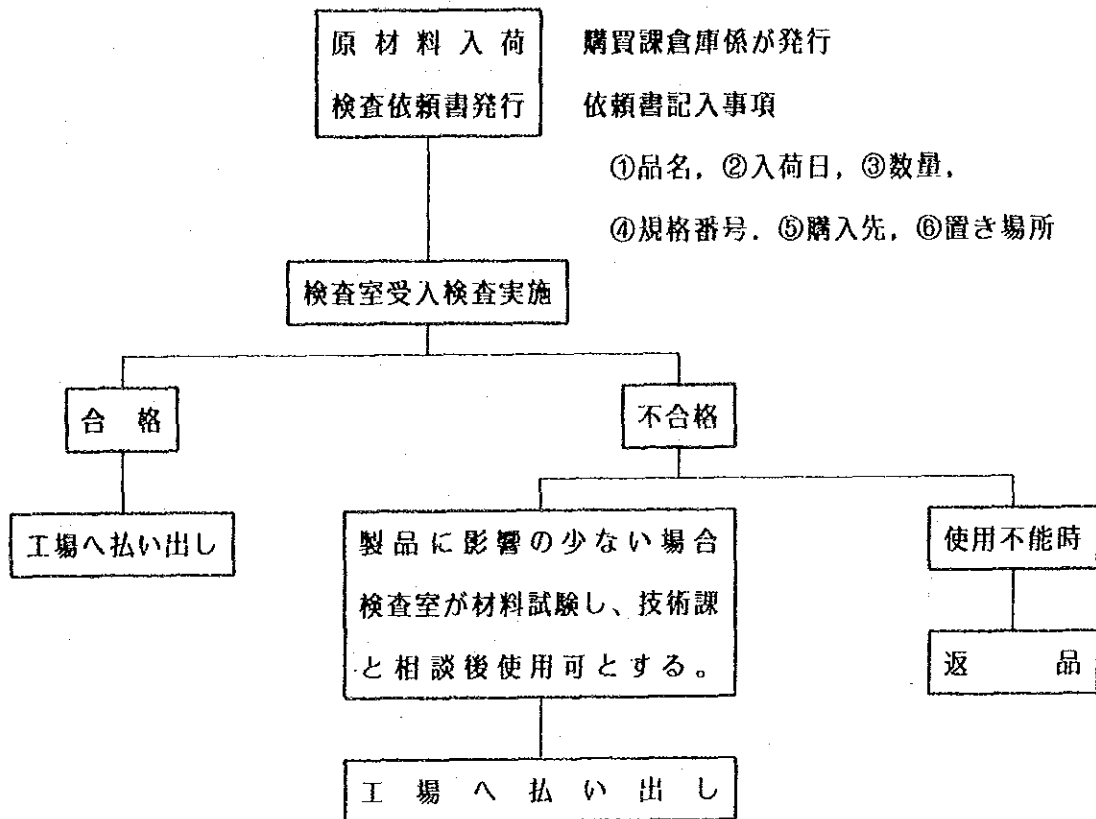 原材料入荷 購買課倉庫係が発行
検査依頼書発行 依頼書記入事項
①品名，②入荷日，③数量，
④規格番号．⑤購入先，⑥置き場所
検査室受入検査実施
合格 不合格
工場へ払い出し
製品に影響の少ない場合
検査室が材料試験し、技術課
と相談後使用可とする。
使用不能時
返品
工場へ払い出し